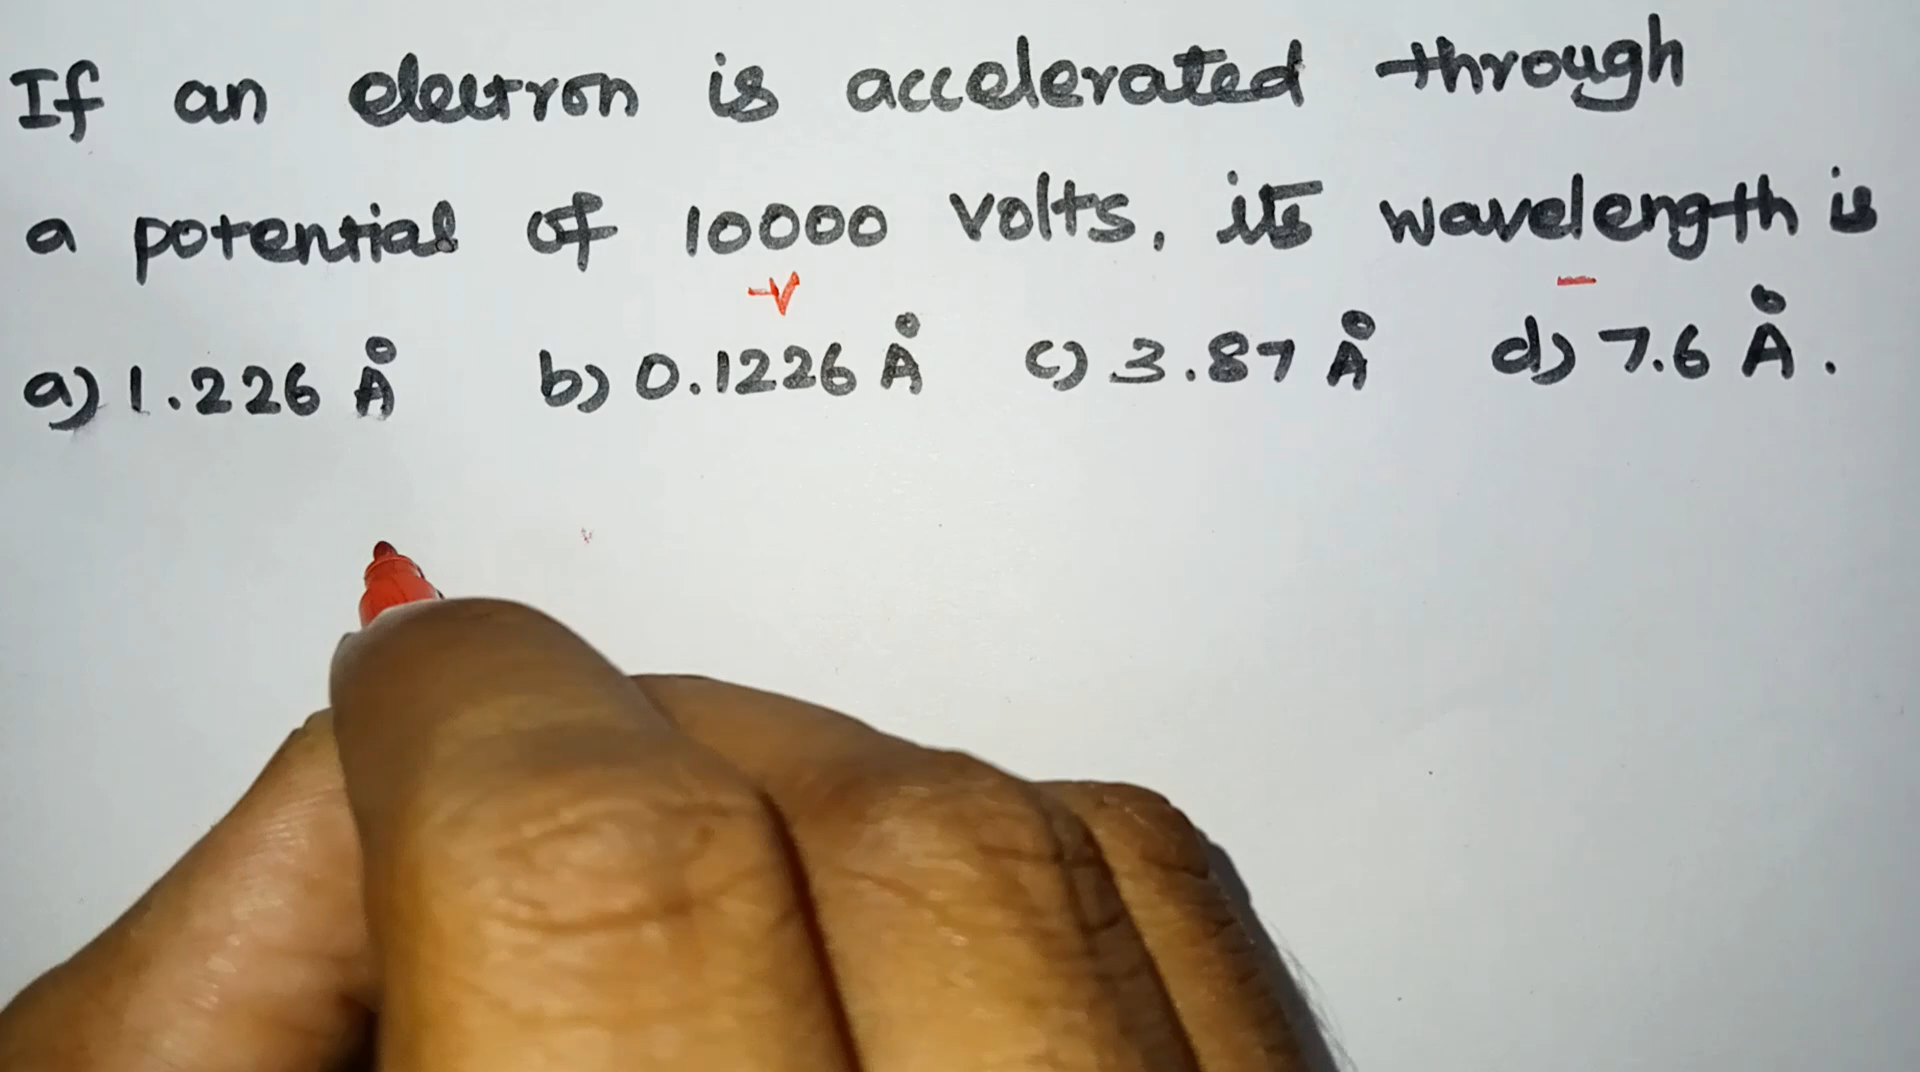 If an electron is accelerated through
a potential of 10000 volts, its wavelength is
V
a) 1.226 Å b) 0.1226 Å c) 3.87 Å d) 7.6 Å.